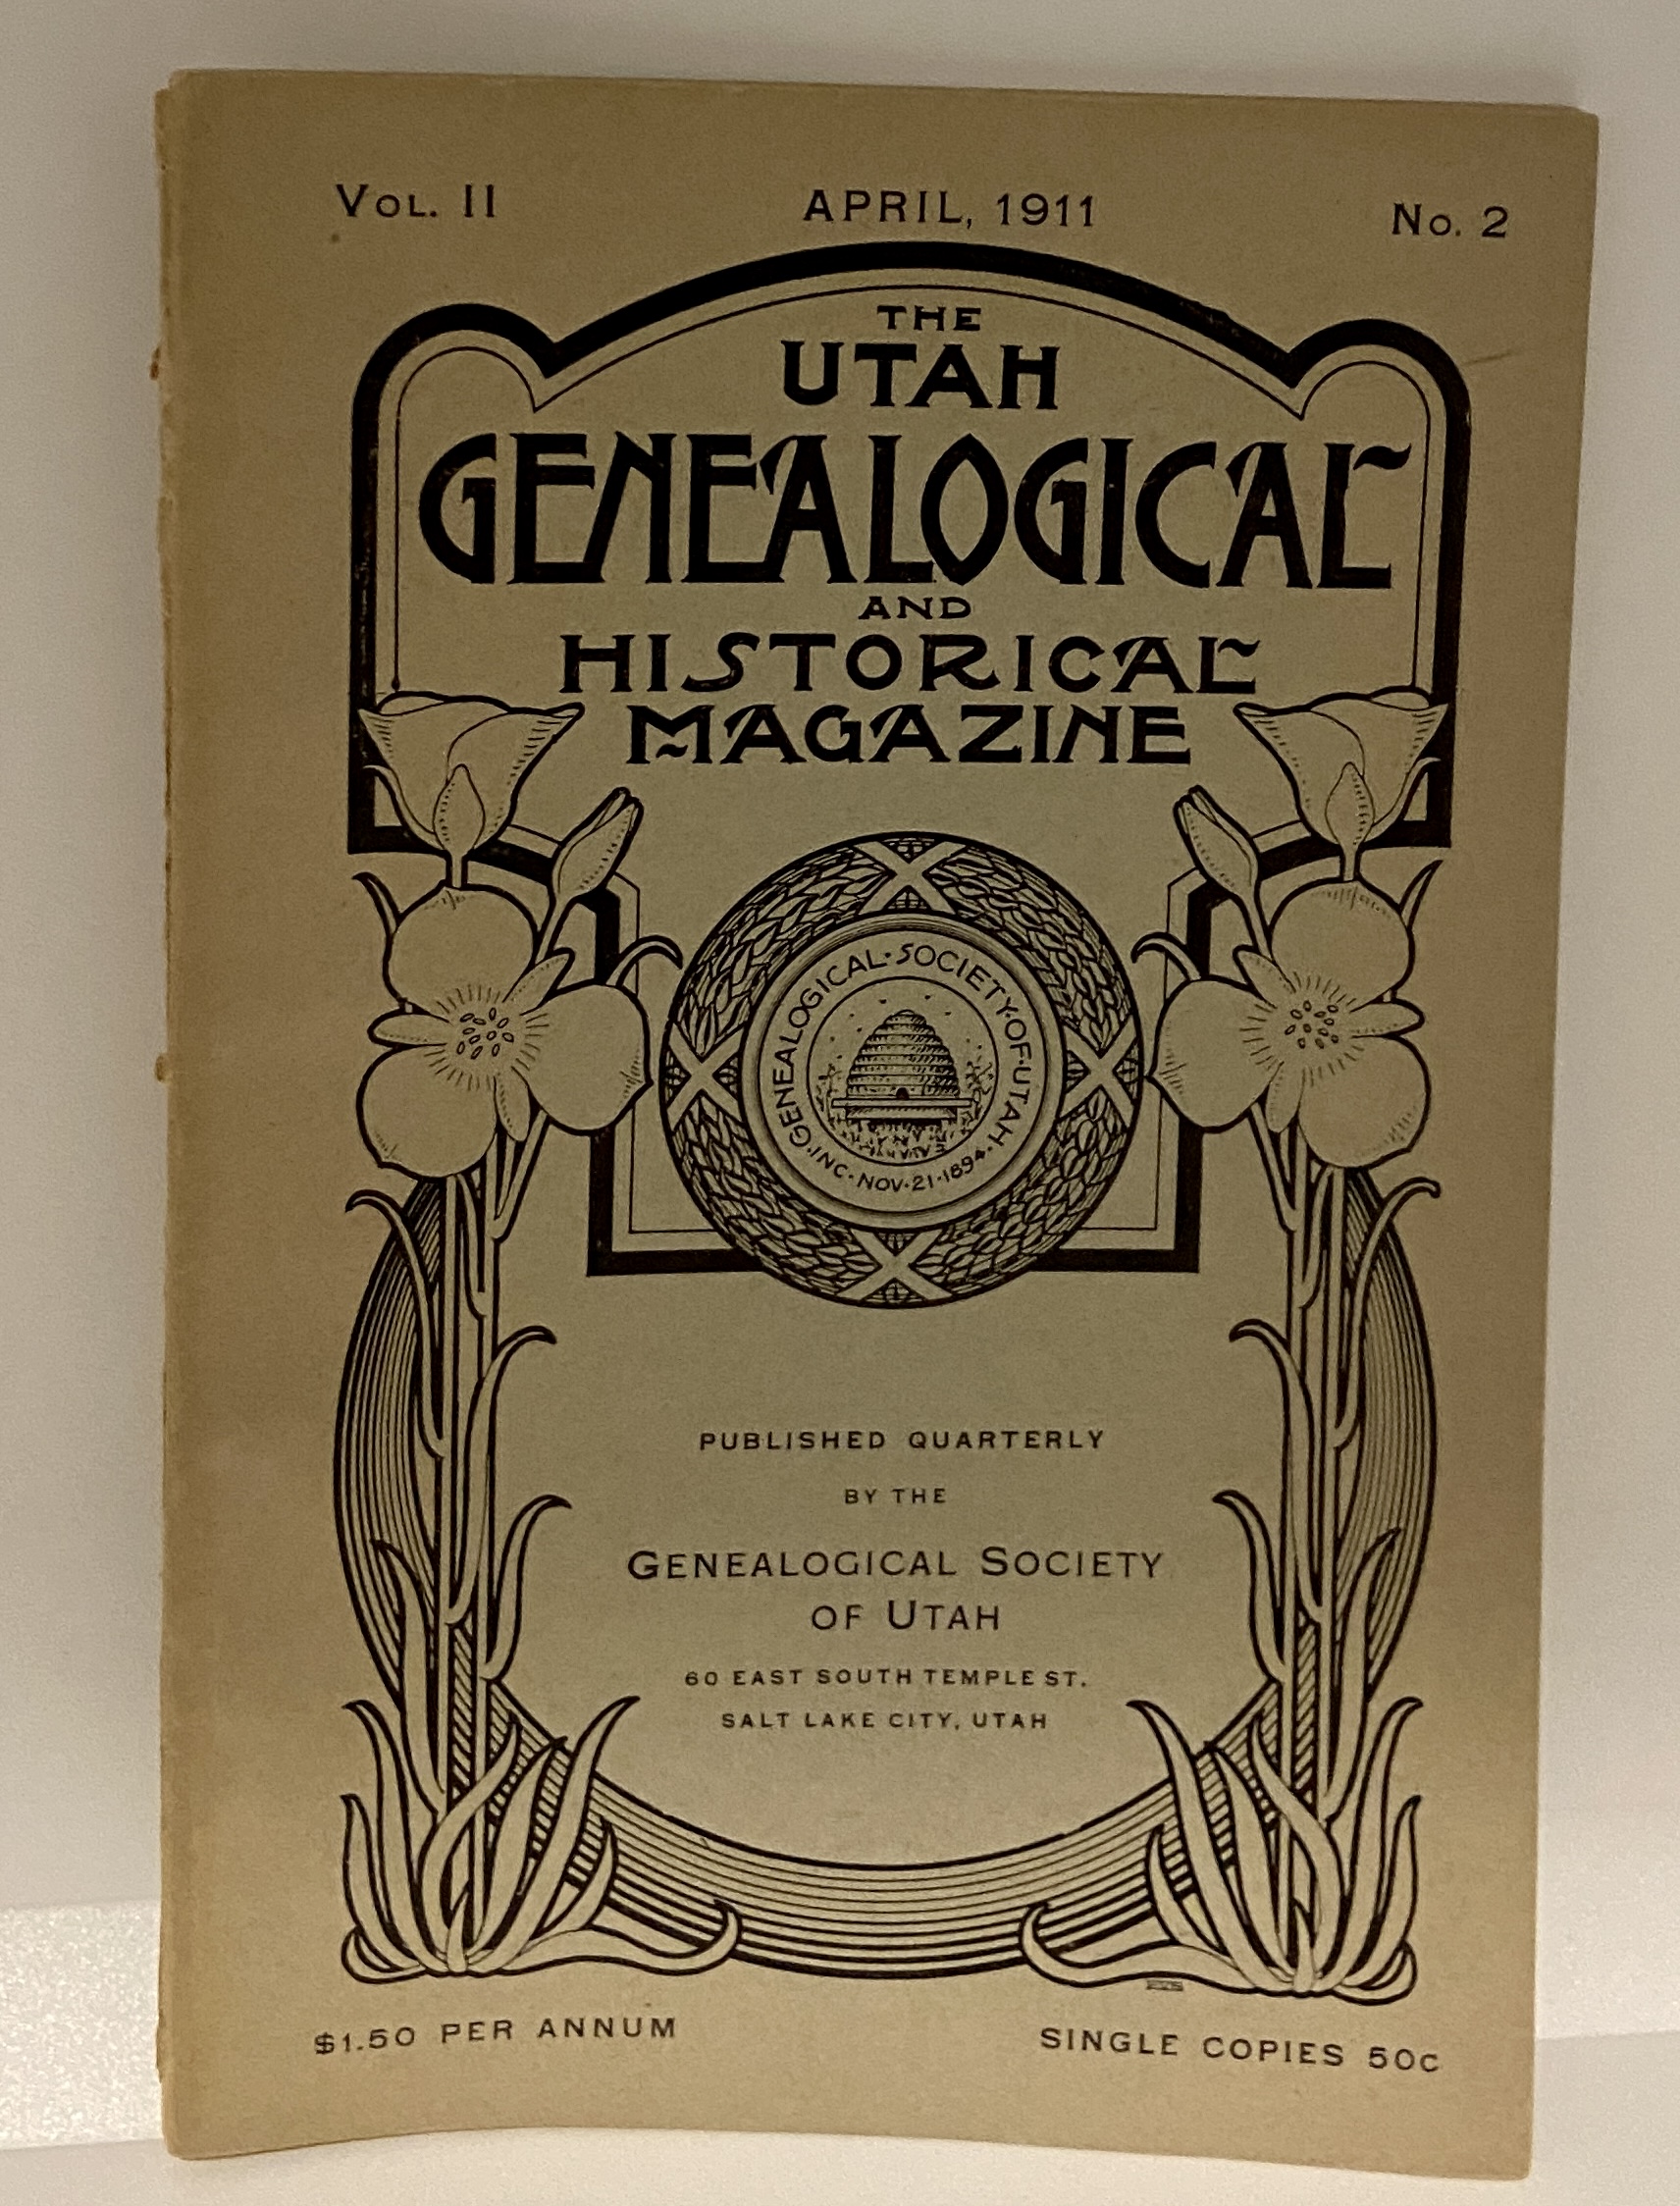 VOL. II APRIL, 1911 NO. 2
THE
UTAH
GENEALOGICAL
AND
HISTORICAL
MAGAZINE
GENEALOGICAL·SOCIETY·OF·UTAH·
·INC·NOV·21·1894·
PUBLISHED QUARTERLY
BY THE
GENEALOGICAL SOCIETY
OF UTAH
60 EAST SOUTH TEMPLE ST.
SALT LAKE CITY, UTAH
$1.50 PER ANNUM SINGLE COPIES 50C